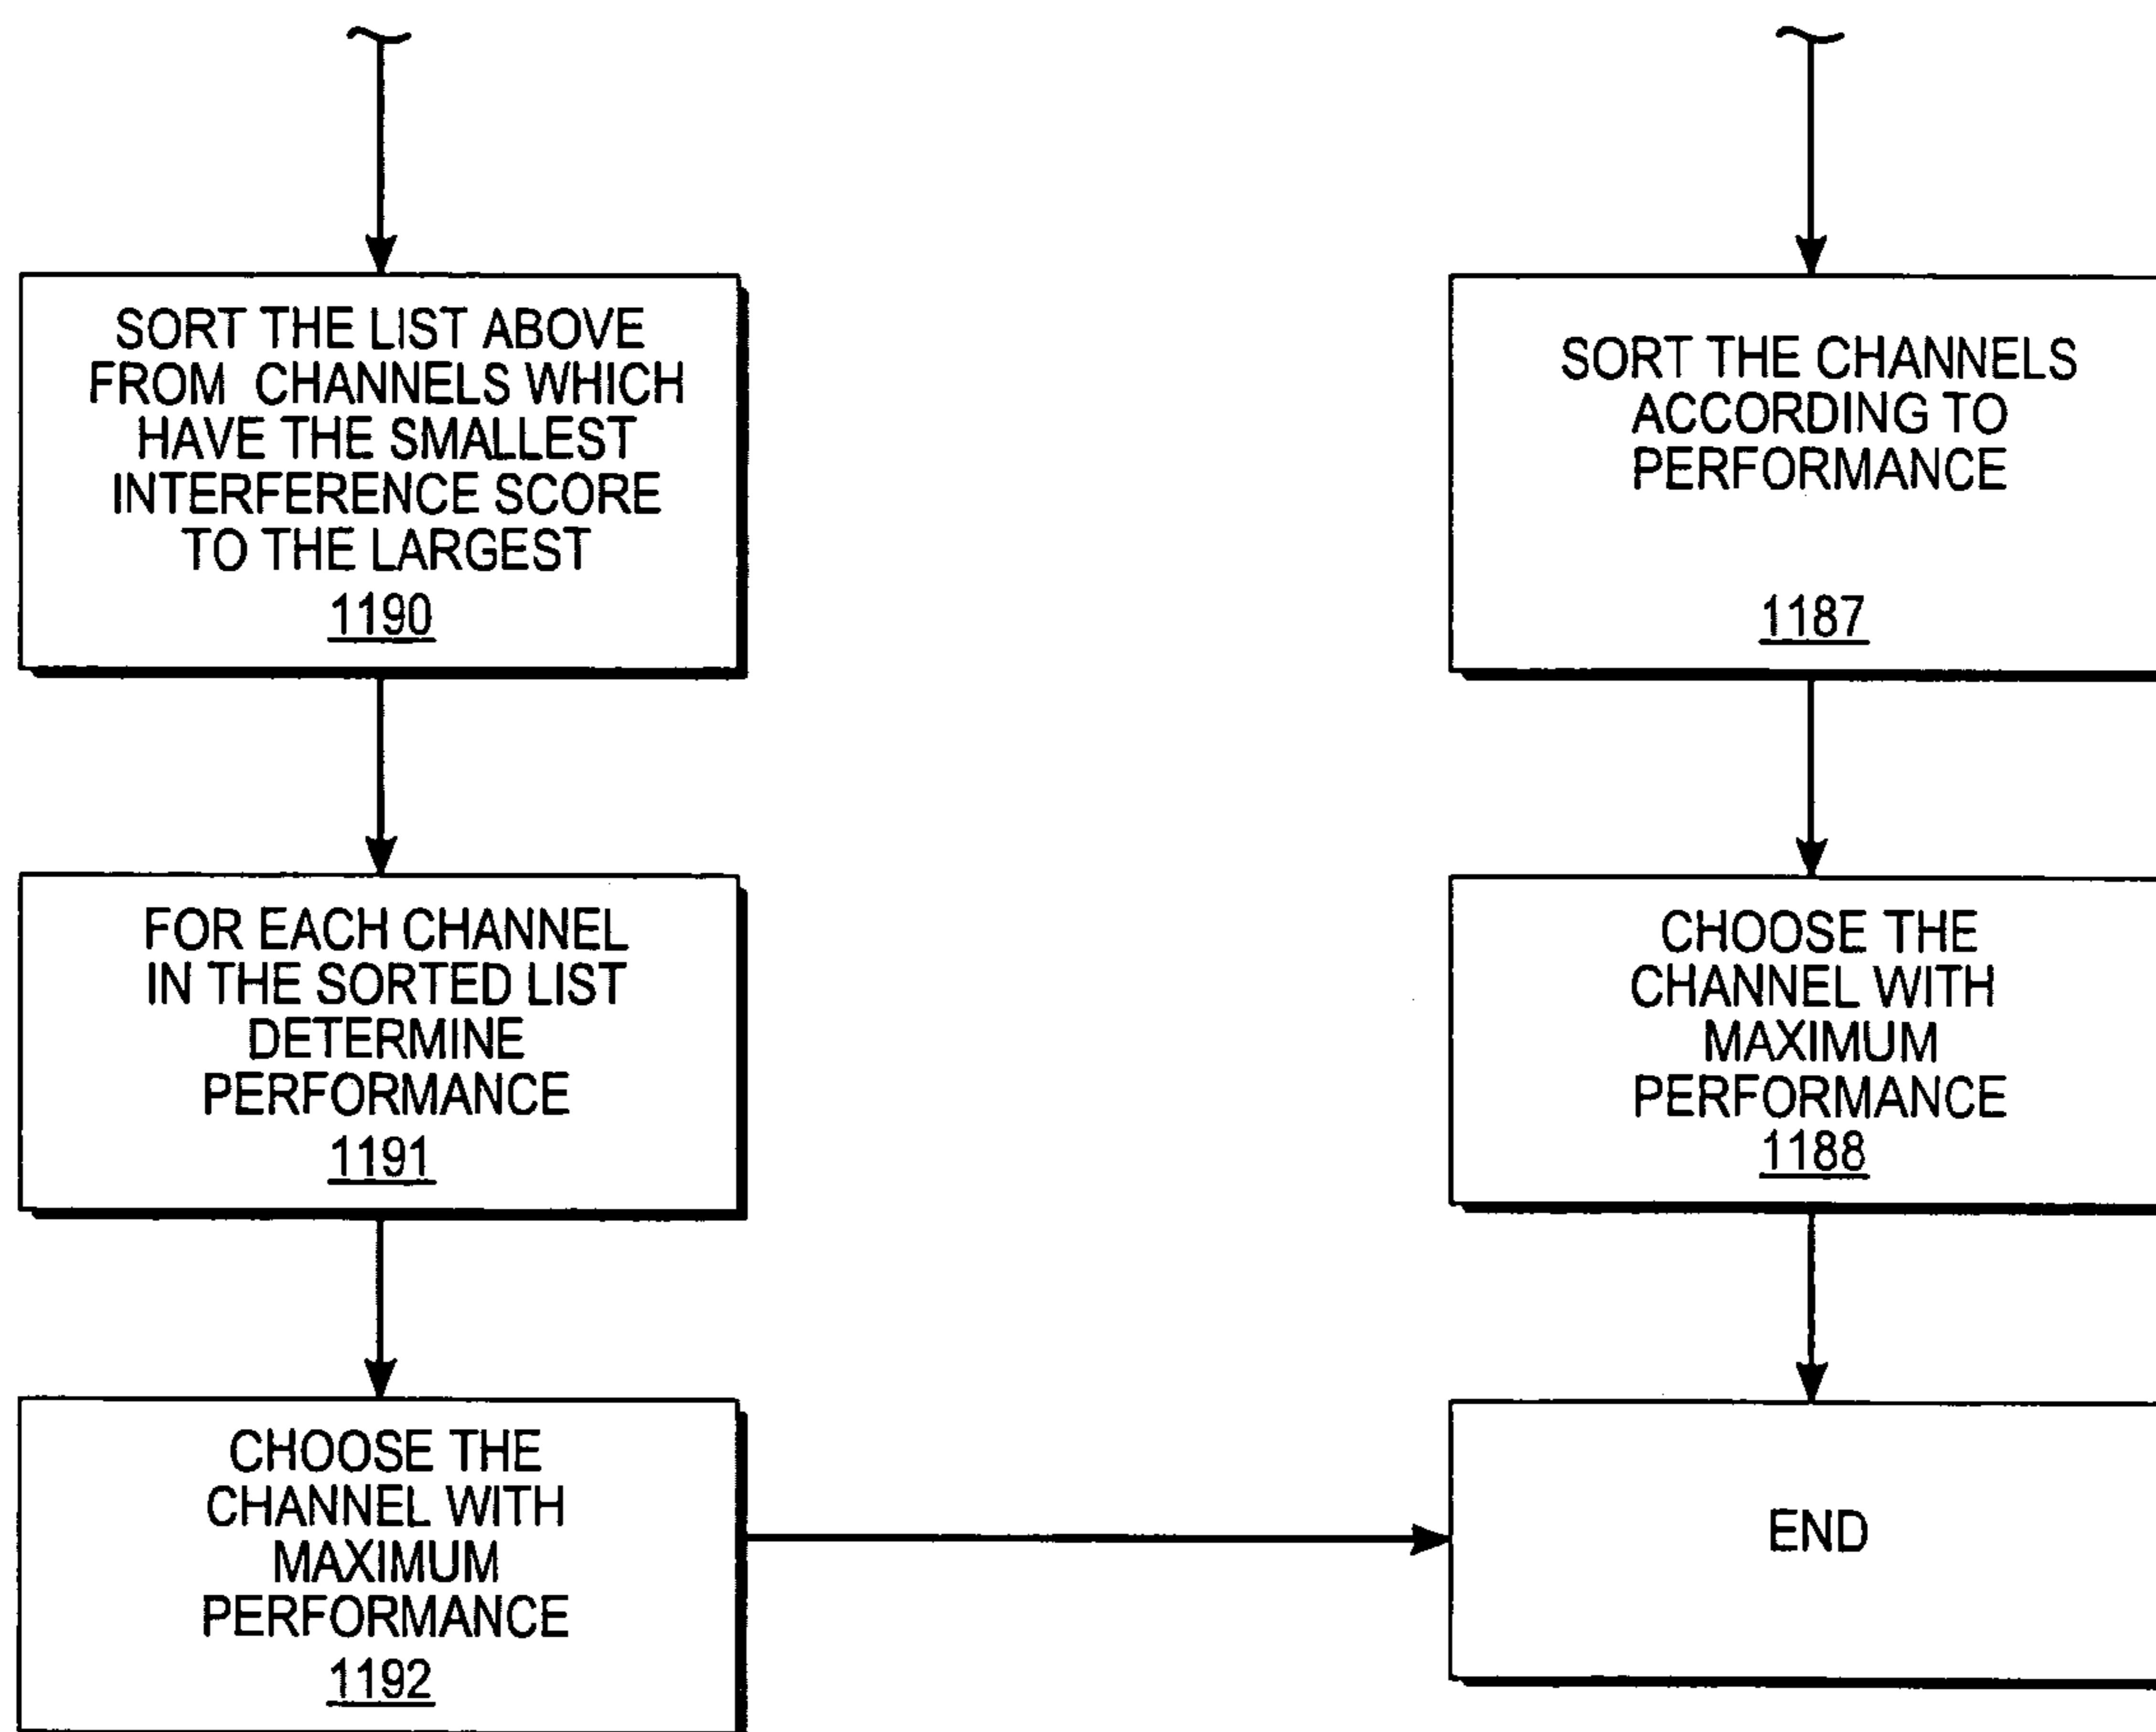 SORT THE LIST ABOVE
FROM CHANNELS WHICH
HAVE THE SMALLEST
INTERFERENCE SCORE
TO THE LARGEST
1190
FOR EACH CHANNEL
IN THE SORTED LIST
DETERMINE
PERFORMANCE
1191
CHOOSE THE
CHANNEL WITH
MAXIMUM
PERFORMANCE
1192
SORT THE CHANNELS
ACCORDING TO
PERFORMANCE
1187
CHOOSE THE
CHANNEL WITH
MAXIMUM
PERFORMANCE
1188
END